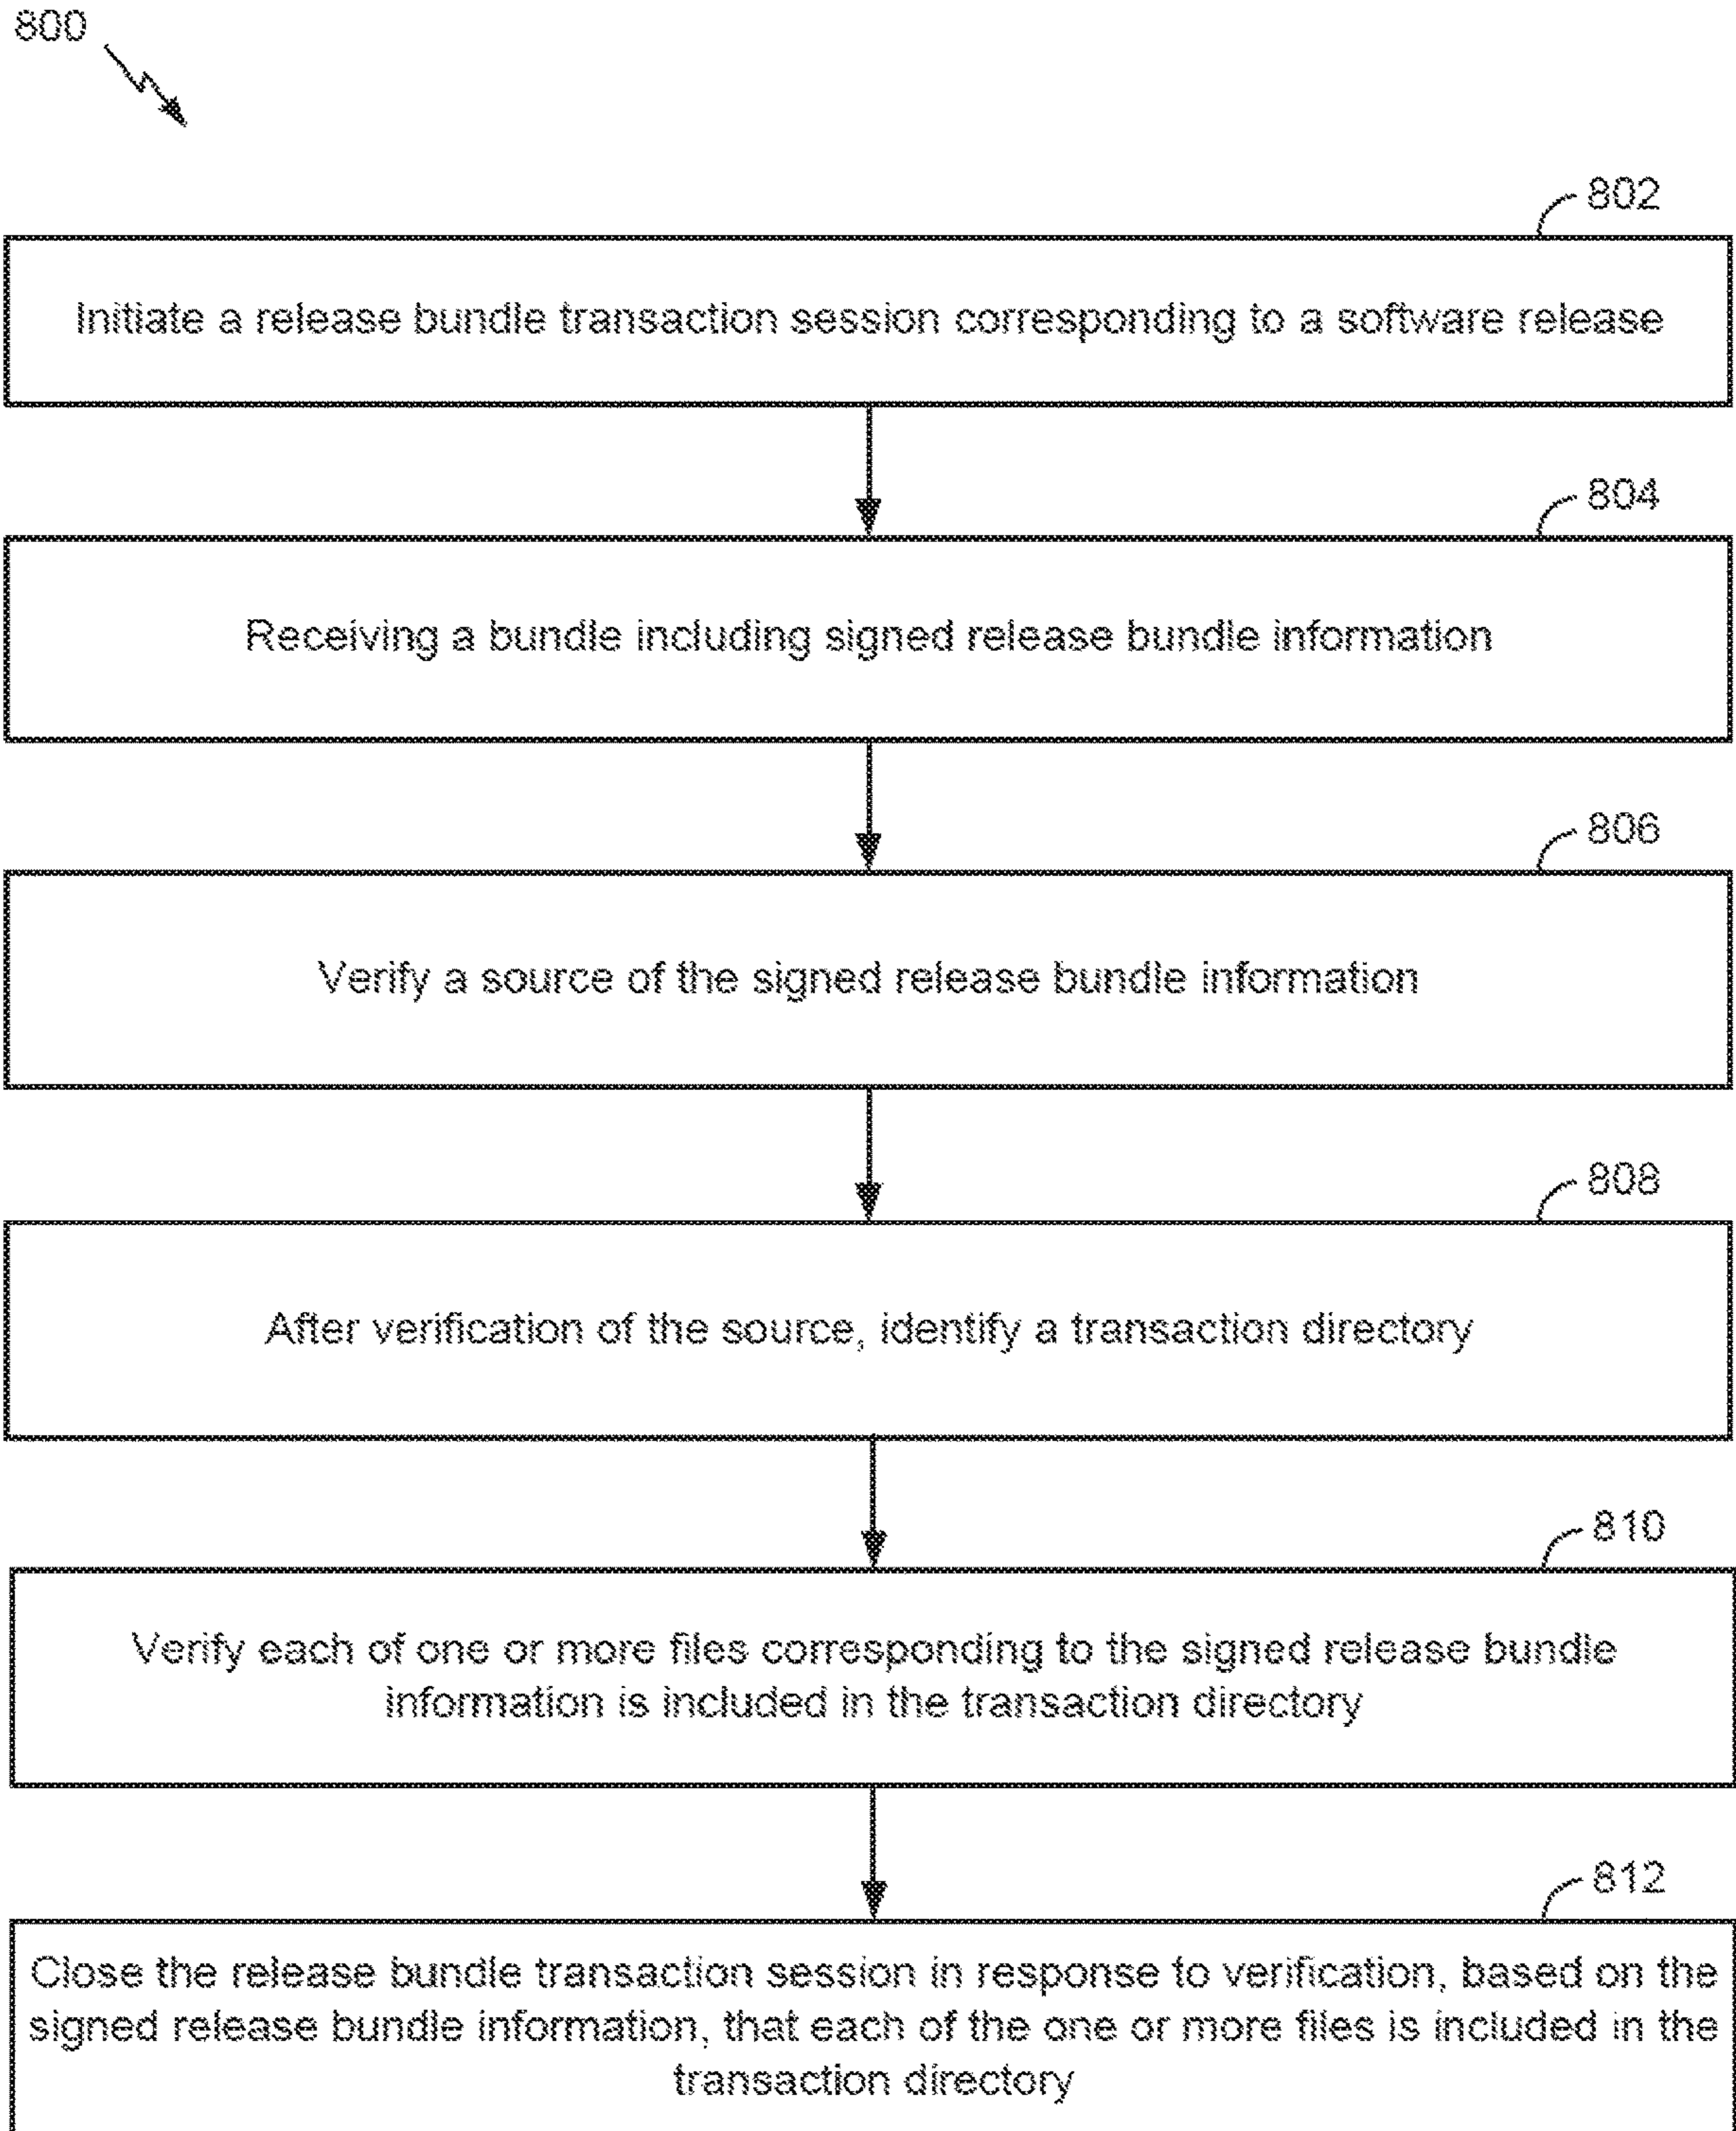 800
802
Initiate a release bundle transaction session corresponding to a software release
804
Receiving a bundle including signed release bundle information
806
Verify a source of the signed release bundle information
808
After verification of the source, identify a transaction directory
810
Verify each of one or more files corresponding to the signed release bundle
information is included in the transaction directory
812
Close the release bundle transaction session in response to verification, based on the
signed release bundle information, that each of the one or more files is included in the
transaction directory